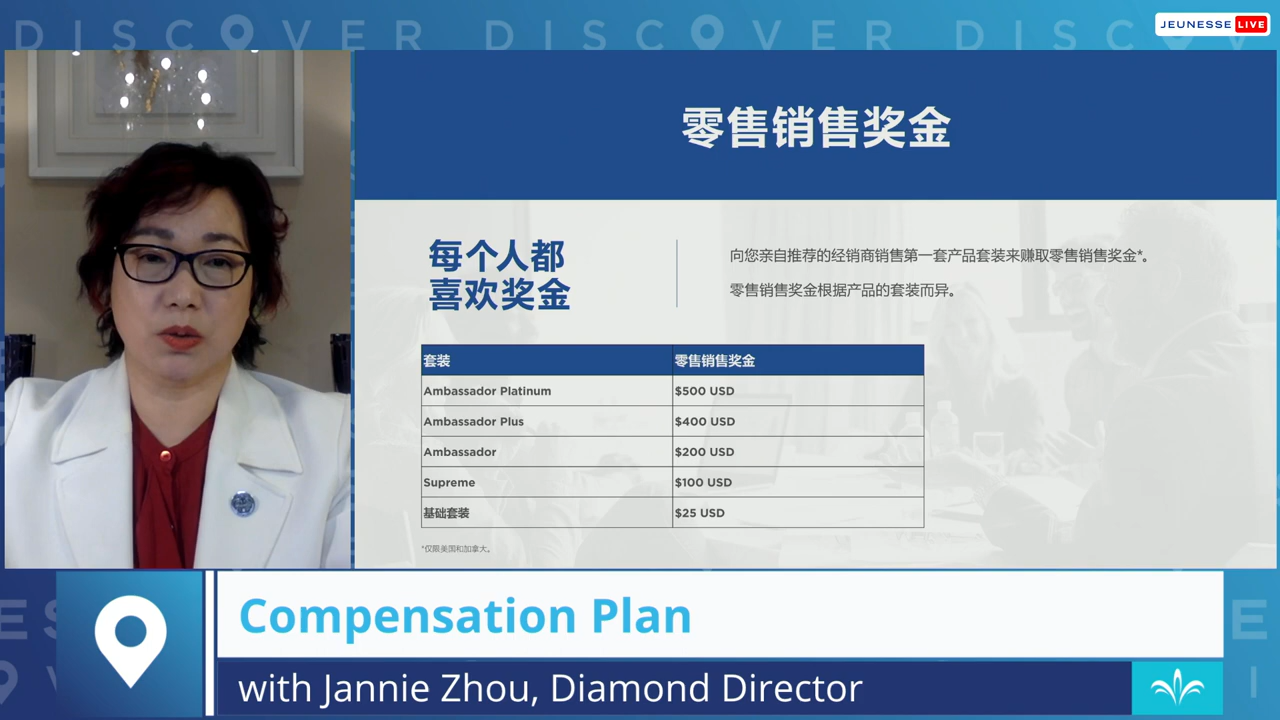 DISCOVER DISCOVER DISC
JEUNESSE LIVE
零售销售奖金
每个人都
喜欢奖金
向您亲自推荐的经销商销售第一套产品套装来赚取零售销售奖金*。
零售销售奖金根据产品的套装而异。
套装 零售销售奖金
Ambassador Platinum $500 USD
Ambassador Plus $400 USD
Ambassador $200 USD
Supreme $100 USD
基础套装 $25 USD
*仅限美国和加拿大。
Compensation Plan
with Jannie Zhou, Diamond Director